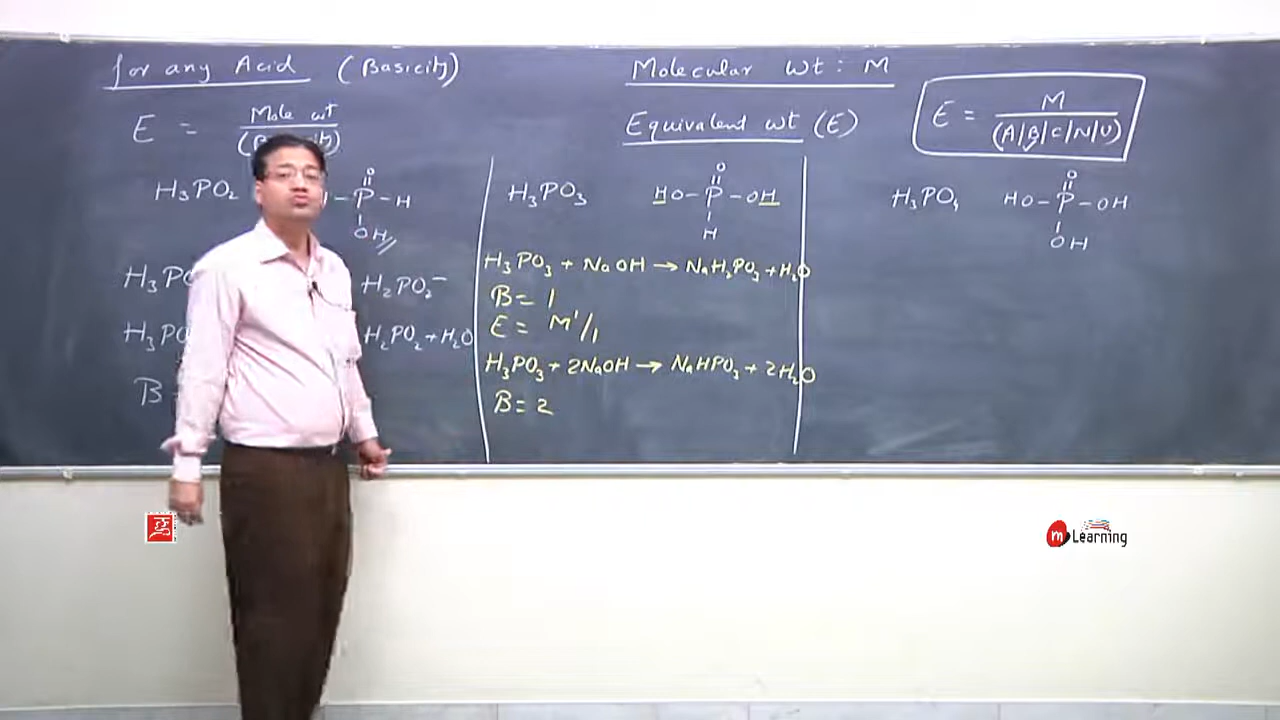 for any Acid (Basicity)
E = Mole wt
H₃PO₂
O
P – H
OH
H₂PO₂⁻
H₂PO₂ + H₂O
B =
Molecular wt : M
Equivalent wt (E)
E = M / (A|B|C|N|U)
H₃PO₃
O
HO – P – OH
H
H₃PO₃ + NaOH → NaH₂PO₃ + H₂O
B = 1
E = M/1
H₃PO₃ + 2NaOH → NaHPO₃ + 2H₂O
B = 2
H₃PO₄
O
HO – P – OH
OH
m Learning